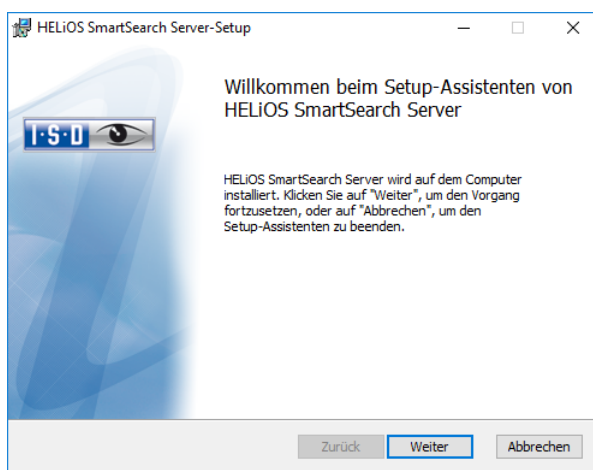 HELiOS SmartSearch Server-Setup
Willkommen beim Setup-Assistenten von
HELiOS SmartSearch Server
I·S·D
HELiOS SmartSearch Server wird auf dem Computer
installiert. Klicken Sie auf "Weiter", um den Vorgang
fortzusetzen, oder auf "Abbrechen", um den
Setup-Assistenten zu beenden.
Zurück Weiter Abbrechen